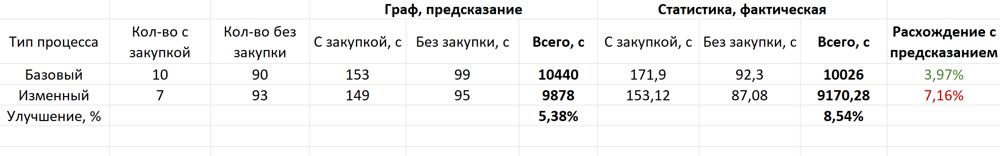 Граф, предсказание Статистика, фактическая
Тип процесса Кол-во с закупкой Кол-во без закупки С закупкой, с Без закупки, с Всего, с С закупкой, с Без закупки, с Всего, с Расхождение с предсказанием
Базовый 10 90 153 99 10440 171,9 92,3 10026 3,97%
Изменный 7 93 149 95 9878 153,12 87,08 9170,28 7,16%
Улучшение, % 5,38% 8,54%